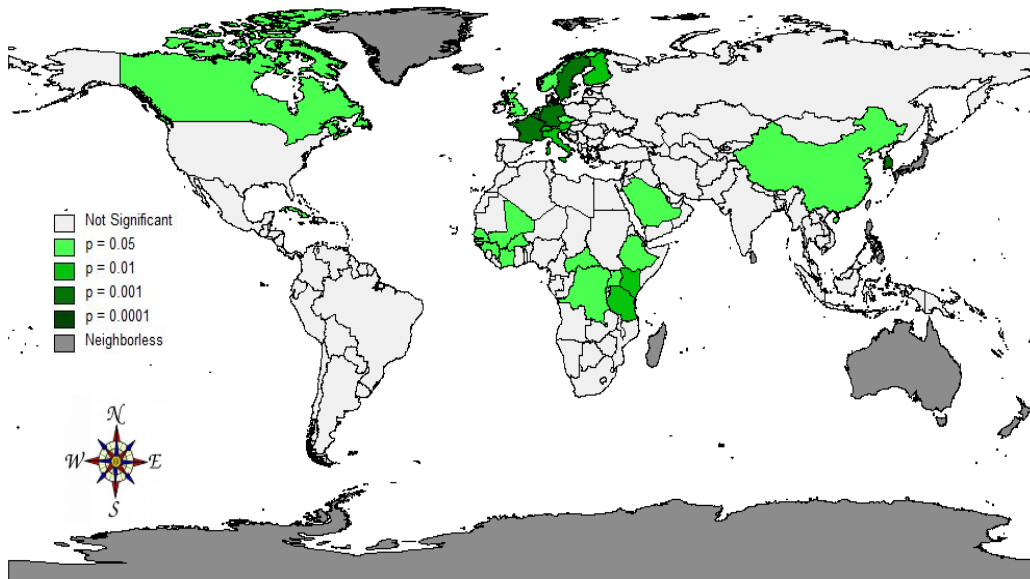 Not Significant
p = 0.05
p = 0.01
p = 0.001
p = 0.0001
Neighborless
N
W E
S